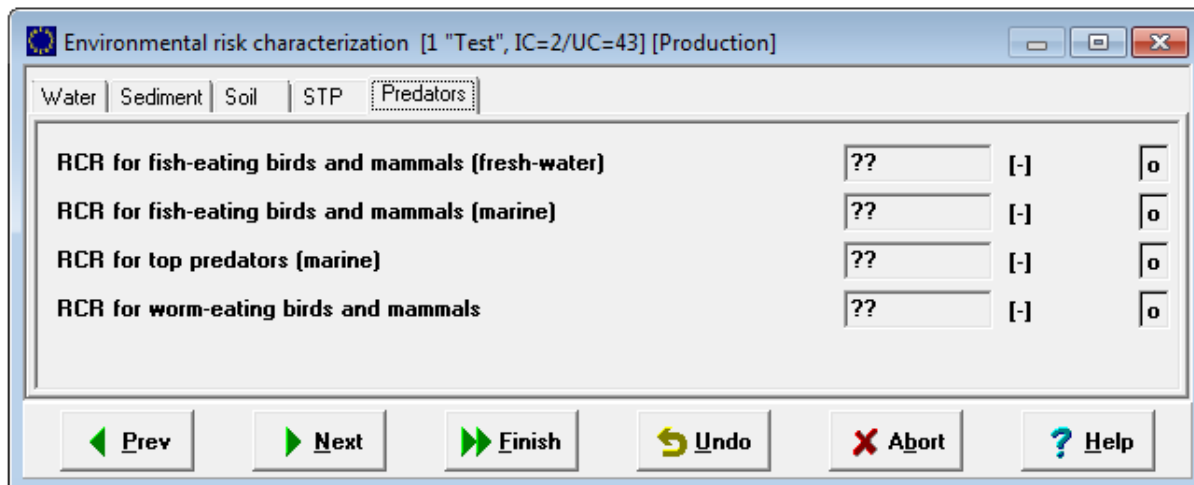 Environmental risk characterization [1 "Test", IC=2/UC=43] [Production]
Water Sediment Soil STP Predators
RCR for fish-eating birds and mammals (fresh-water) ?? [-] o
RCR for fish-eating birds and mammals (marine) ?? [-] o
RCR for top predators (marine) ?? [-] o
RCR for worm-eating birds and mammals ?? [-] o
Prev Next Finish Undo Abort ? Help